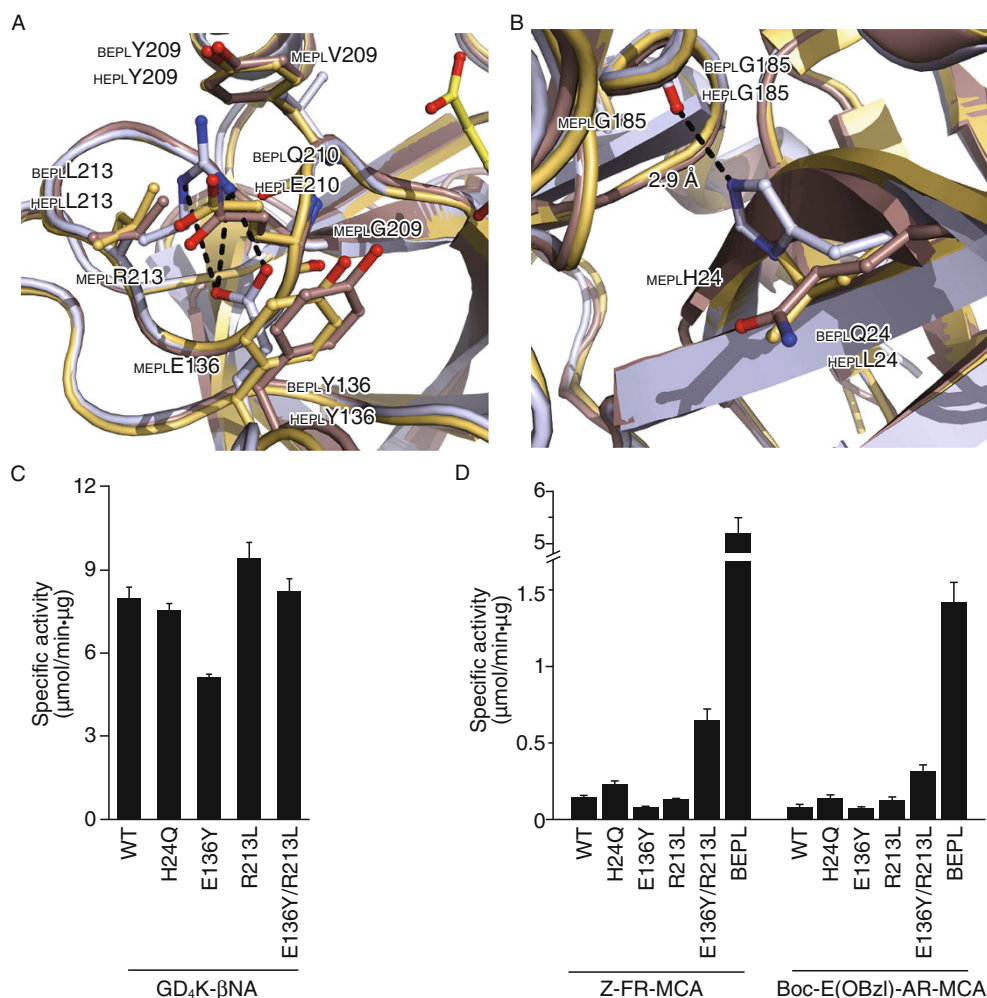 A
BEPLY209
HEPLY209
MEPLV209
BEPLQ210
HEPLE210
BEPLL213
HEPLL213
MEPLG209
MEPLR213
MEPLE136
BEPLY136
HEPLY136
B
BEPLG185
HEPLG185
MEPLG185
2.9 Å
MEPLH24
BEPLQ24
HEPLL24
C
Specific activity
(μmol/min·μg)
12
9
6
3
0
WT
H24Q
E136Y
R213L
E136Y/R213L
GD₄K-βNA
D
Specific activity
(μmol/min·μg)
6
5
1.5
1
0.5
0
WT
H24Q
E136Y
R213L
E136Y/R213L
BEPL
WT
H24Q
E136Y
R213L
E136Y/R213L
BEPL
Z-FR-MCA
Boc-E(OBzl)-AR-MCA